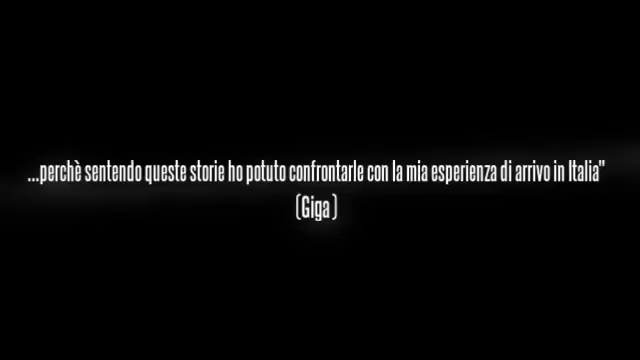 ...perchè sentendo queste storie ho potuto confrontarle con la mia esperienza di arrivo in Italia"
(Giga)